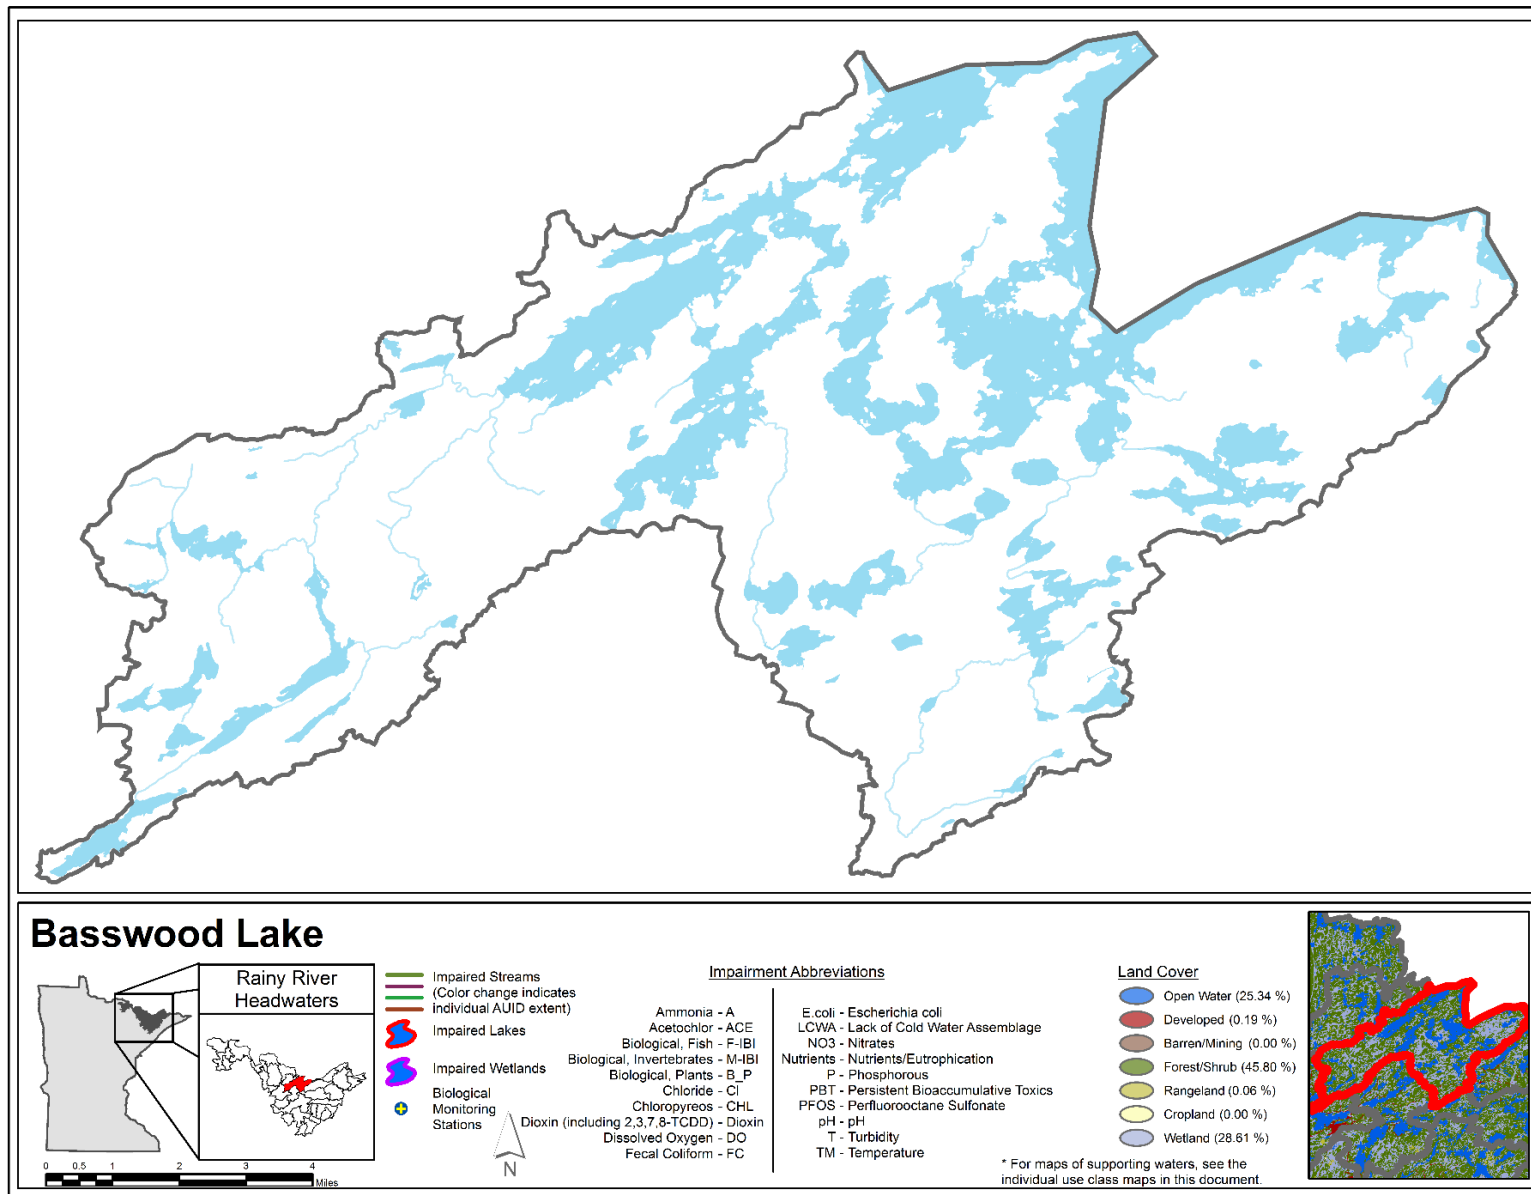 Basswood Lake
Rainy River
Headwaters
0 0.5 1 2 3 4
Miles
Impaired Streams
(Color change indicates
individual AUID extent)
Impaired Lakes
Impaired Wetlands
Biological
Monitoring
Stations
N
Impairment Abbreviations
Ammonia - A
Acetochlor - ACE
Biological, Fish - F-IBI
Biological, Invertebrates - M-IBI
Biological, Plants - B_P
Chloride - Cl
Chloropyreos - CHL
Dioxin (including 2,3,7,8-TCDD) - Dioxin
Dissolved Oxygen - DO
Fecal Coliform - FC
E.coli - Escherichia coli
LCWA - Lack of Cold Water Assemblage
NO3 - Nitrates
Nutrients - Nutrients/Eutrophication
P - Phosphorous
PBT - Persistent Bioaccumulative Toxics
PFOS - Perfluorooctane Sulfonate
pH - pH
T - Turbidity
TM - Temperature
Land Cover
Open Water (25.34 %)
Developed (0.19 %)
Barren/Mining (0.00 %)
Forest/Shrub (45.80 %)
Rangeland (0.06 %)
Cropland (0.00 %)
Wetland (28.61 %)
* For maps of supporting waters, see the
individual use class maps in this document.